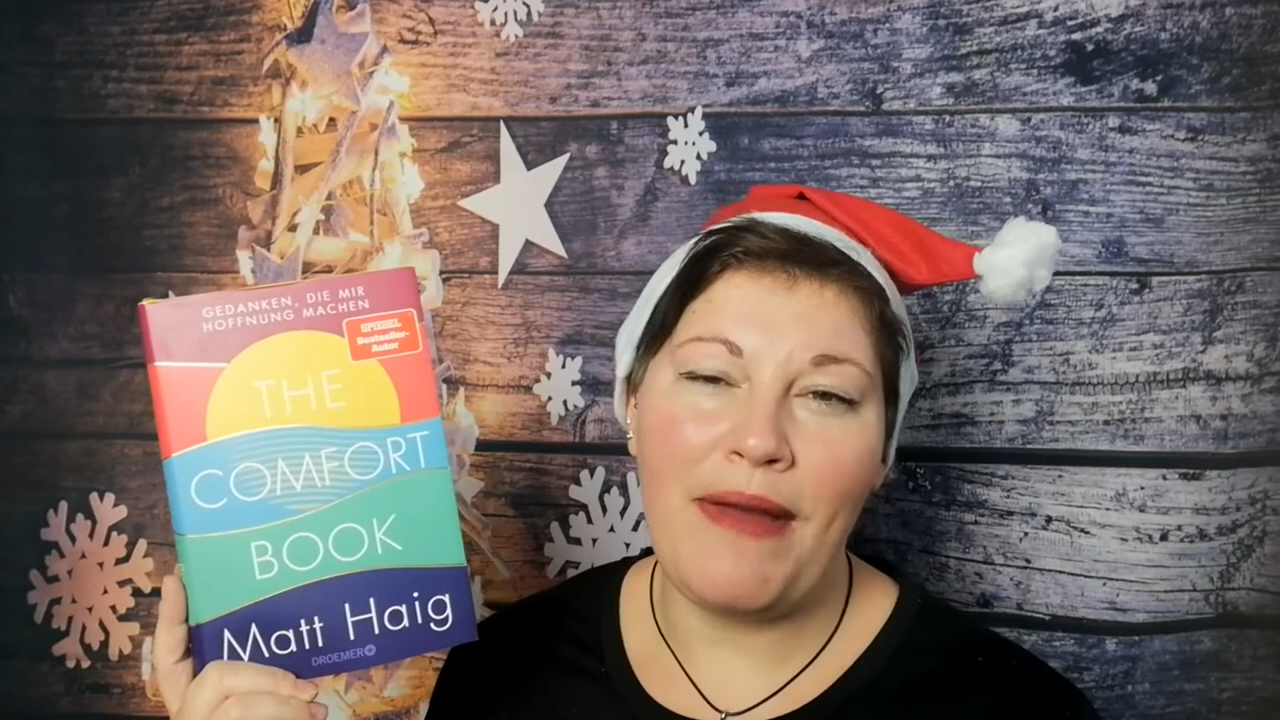 GEDANKEN, DIE MIR
HOFFNUNG MACHEN
SPIEGEL
Bestseller-
Autor
THE
COMFORT
BOOK
Matt Haig
DROEMER